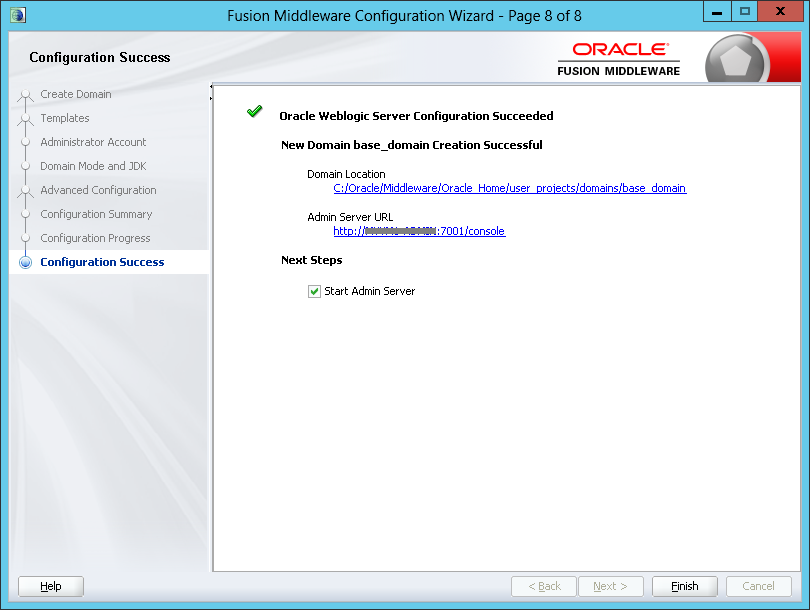 Fusion Middleware Configuration Wizard - Page 8 of 8
Configuration Success
ORACLE
FUSION MIDDLEWARE
Create Domain
Templates
Administrator Account
Domain Mode and JDK
Advanced Configuration
Configuration Summary
Configuration Progress
Configuration Success
Oracle Weblogic Server Configuration Succeeded
New Domain base_domain Creation Successful
Domain Location
C:/Oracle/Middleware/Oracle_Home/user_projects/domains/base_domain
Admin Server URL
http:// :7001/console
Next Steps
Start Admin Server
Help
< Back
Next >
Finish
Cancel